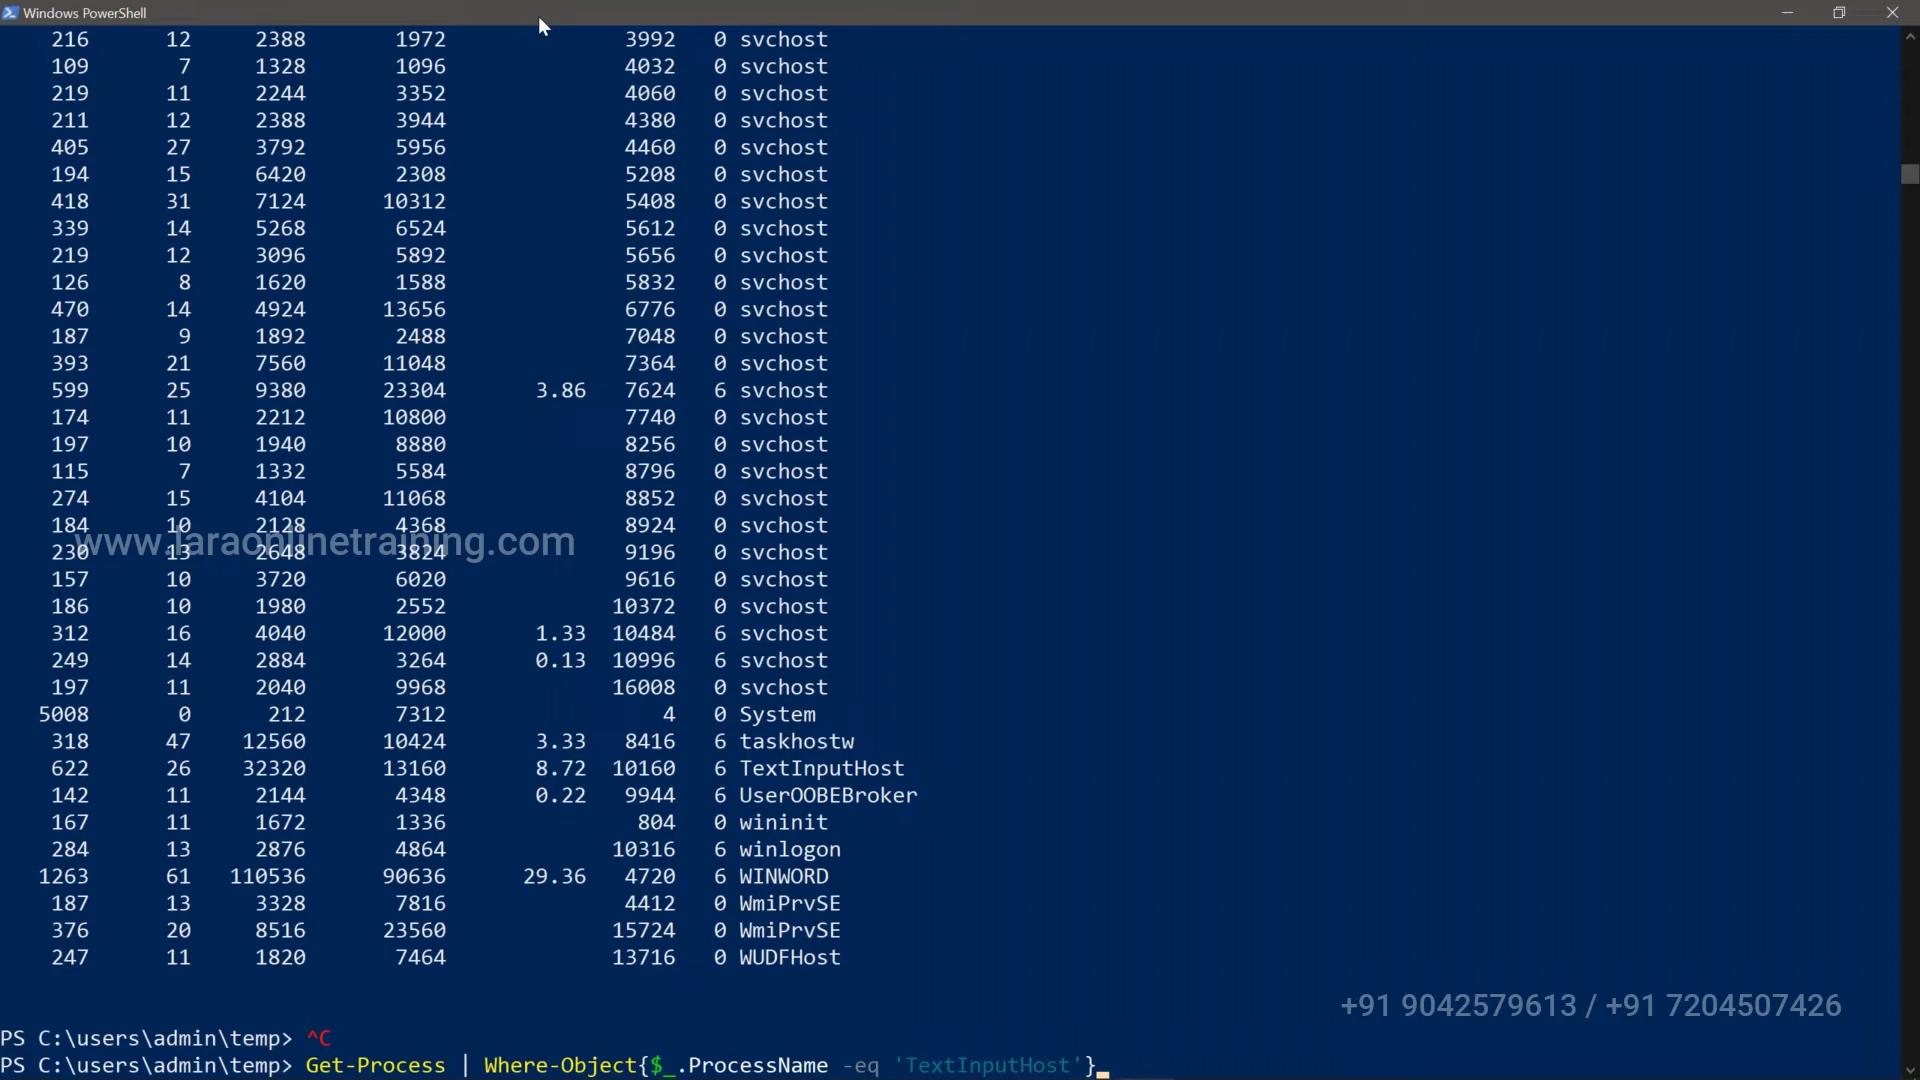 Windows PowerShell
216 12 2388 1972 3992 0 svchost
109 7 1328 1096 4032 0 svchost
219 11 2244 3352 4060 0 svchost
211 12 2388 3944 4380 0 svchost
405 27 3792 5956 4460 0 svchost
194 15 6420 2308 5208 0 svchost
418 31 7124 10312 5408 0 svchost
339 14 5268 6524 5612 0 svchost
219 12 3096 5892 5656 0 svchost
126 8 1620 1588 5832 0 svchost
470 14 4924 13656 6776 0 svchost
187 9 1892 2488 7048 0 svchost
393 21 7560 11048 7364 0 svchost
599 25 9380 23304 3.86 7624 6 svchost
174 11 2212 10800 7740 0 svchost
197 10 1940 8880 8256 0 svchost
115 7 1332 5584 8796 0 svchost
274 15 4104 11068 8852 0 svchost
184 10 2128 4368 8924 0 svchost
www.laraonlinetraining.com
230 13 2648 3824 9196 0 svchost
157 10 3720 6020 9616 0 svchost
186 10 1980 2552 10372 0 svchost
312 16 4040 12000 1.33 10484 6 svchost
249 14 2884 3264 0.13 10996 6 svchost
197 11 2040 9968 16008 0 svchost
5008 0 212 7312 4 0 System
318 47 12560 10424 3.33 8416 6 taskhostw
622 26 32320 13160 8.72 10160 6 TextInputHost
142 11 2144 4348 0.22 9944 6 UserOOBEBroker
167 11 1672 1336 804 0 wininit
284 13 2876 4864 10316 6 winlogon
1263 61 110536 90636 29.36 4720 6 WINWORD
187 13 3328 7816 4412 0 WmiPrvSE
376 20 8516 23560 15724 0 WmiPrvSE
247 11 1820 7464 13716 0 WUDFHost
+91 9042579613 / +91 7204507426
PS C:\users\admin\temp> ^C
PS C:\users\admin\temp> Get-Process | Where-Object{$_.ProcessName -eq 'TextInputHost'}